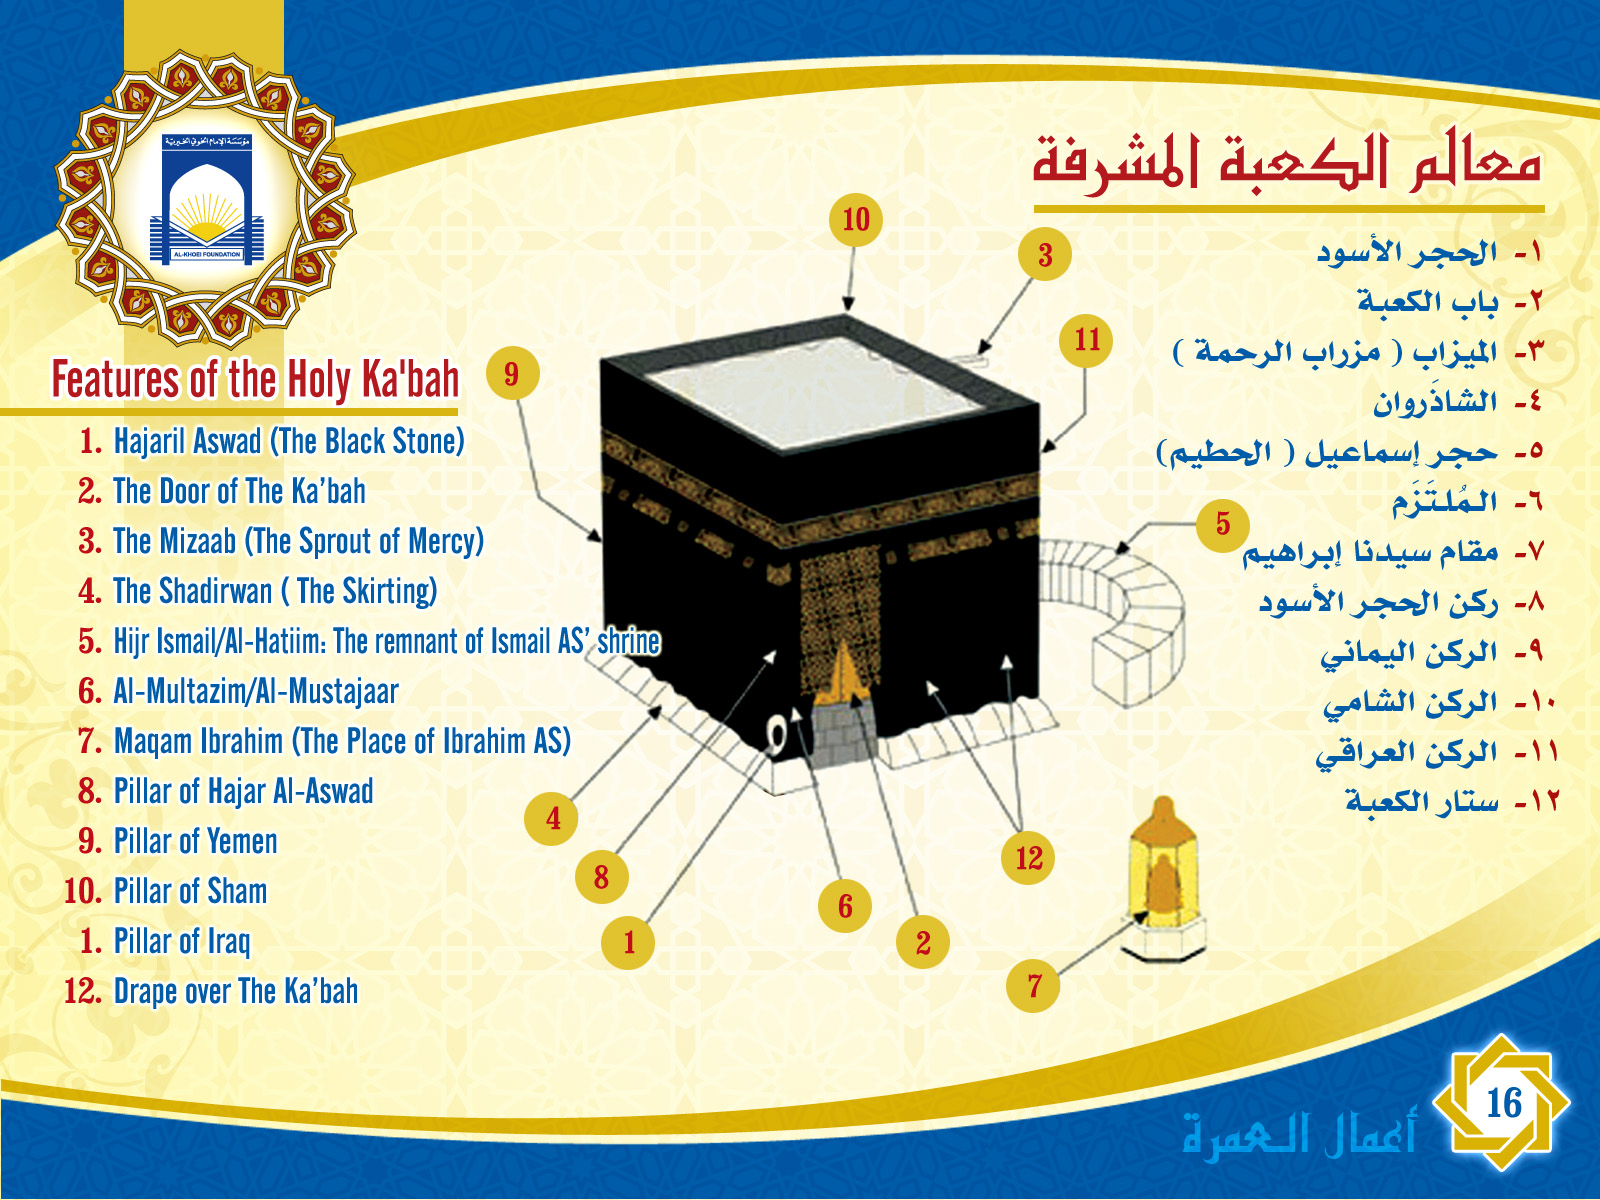 مؤسسة الإمام الخوئي الخيرية
AL-KHOEI FOUNDATION
معالم الكعبة المشرفة
١- الحجر الأسود
٢- باب الكعبة
٣- الميزاب ( مزراب الرحمة )
٤- الشاذَروان
٥- حجر إسماعيل ( الحطيم)
٦- المُلتَزَم
٧- مقام سيدنا إبراهيم
٨- ركن الحجر الأسود
٩- الركن اليماني
١٠- الركن الشامي
١١- الركن العراقي
١٢- ستار الكعبة
Features of the Holy Ka'bah
1. Hajaril Aswad (The Black Stone)
2. The Door of The Ka'bah
3. The Mizaab (The Sprout of Mercy)
4. The Shadirwan ( The Skirting)
5. Hijr Ismail/Al-Hatiim: The remnant of Ismail AS' shrine
6. Al-Multazim/Al-Mustajaar
7. Maqam Ibrahim (The Place of Ibrahim AS)
8. Pillar of Hajar Al-Aswad
9. Pillar of Yemen
10. Pillar of Sham
1. Pillar of Iraq
12. Drape over The Ka'bah
10
3
11
9
5
4
8
1
6
2
12
7
أعمال العمرة
16